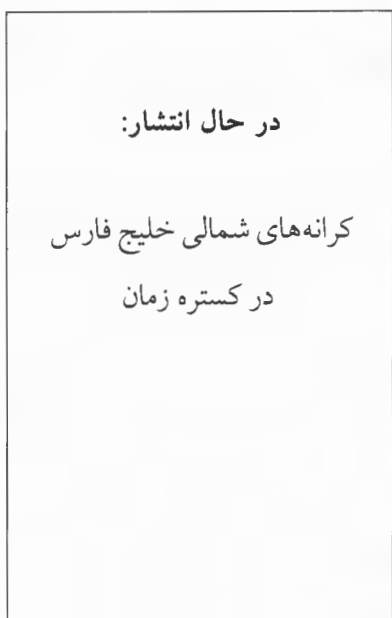 در حال انتشار:
کرانه‌های شمالی خلیج فارس
در کستره زمان